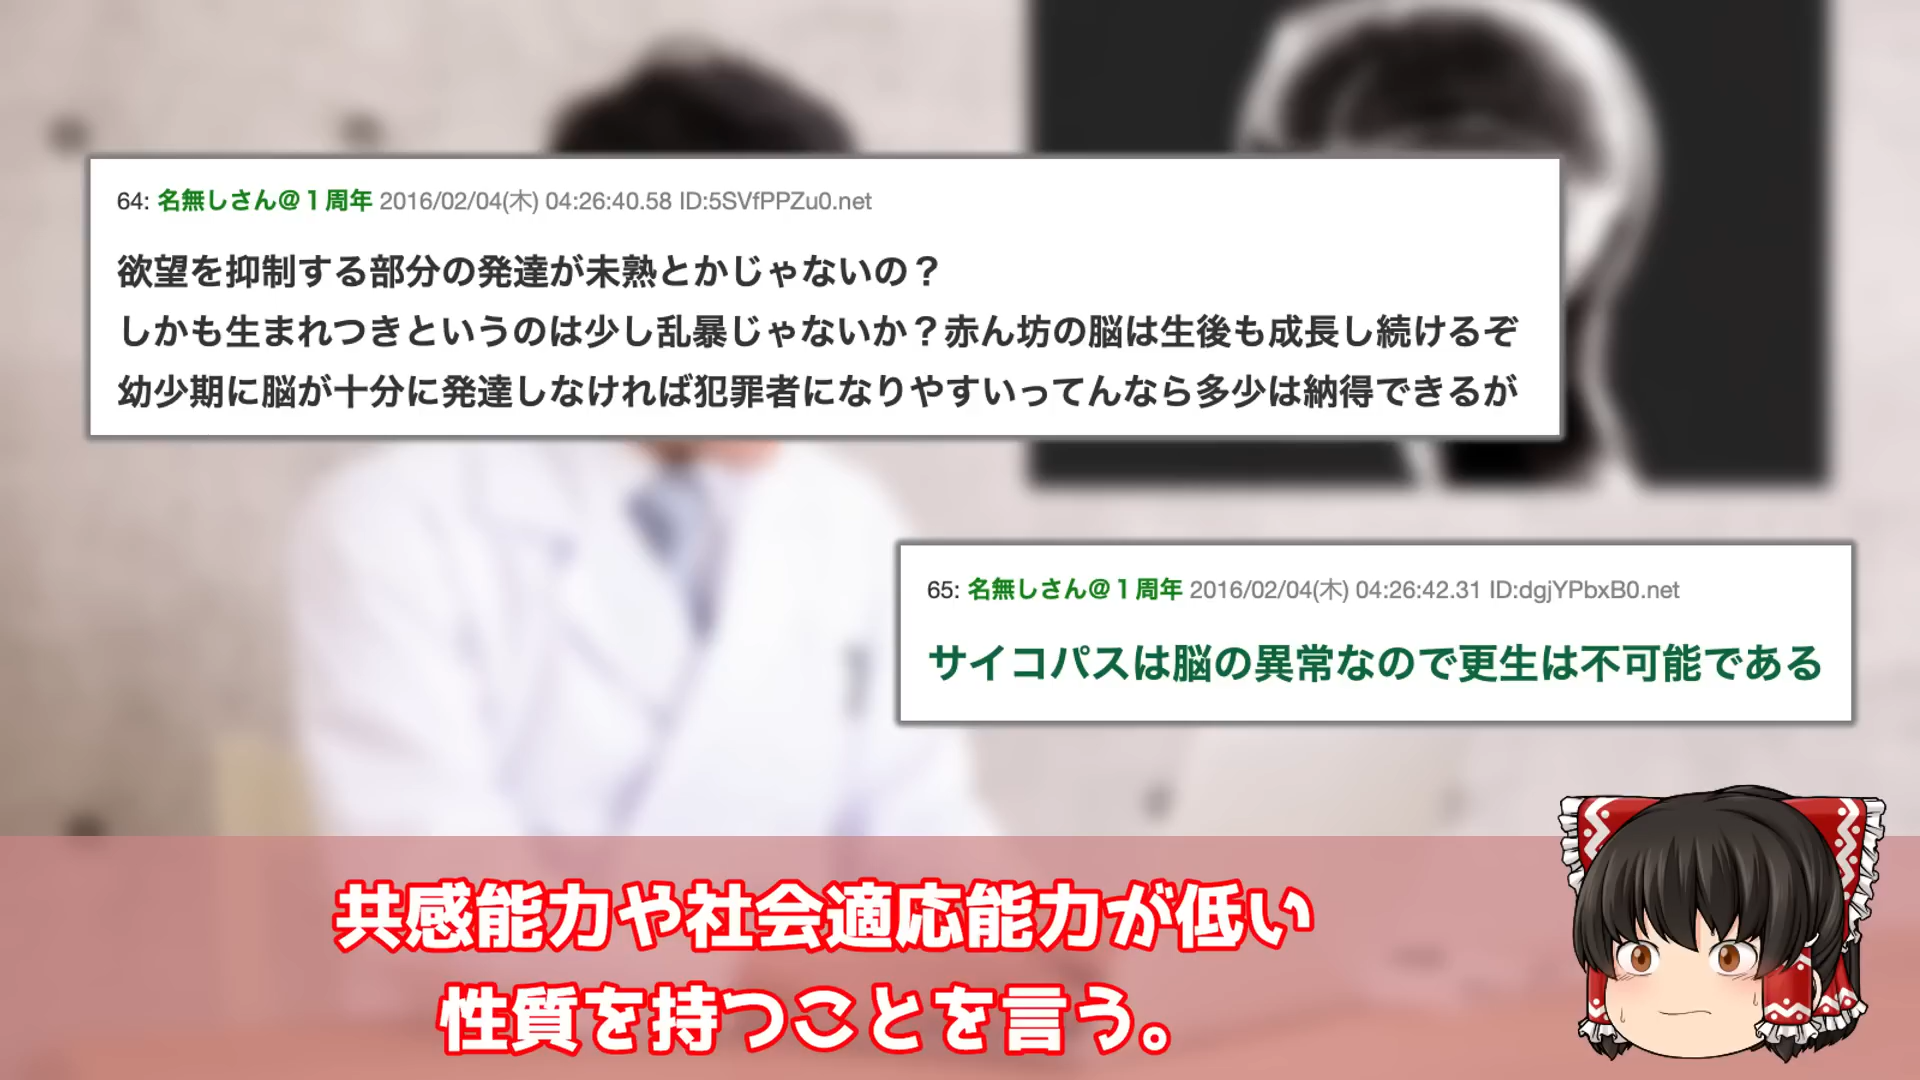 64: 名無しさん@1周年 2016/02/04(木) 04:26:40.58 ID:5SVfPPZu0.net
欲望を抑制する部分の発達が未熟とかじゃないの？
しかも生まれつきというのは少し乱暴じゃないか？赤ん坊の脳は生後も成長し続けるぞ
幼少期に脳が十分に発達しなければ犯罪者になりやすいってんなら多少は納得できるが
65: 名無しさん@1周年 2016/02/04(木) 04:26:42.31 ID:dgjYPbxB0.net
サイコパスは脳の異常なので更生は不可能である
共感能力や社会適応能力が低い
性質を持つことを言う。